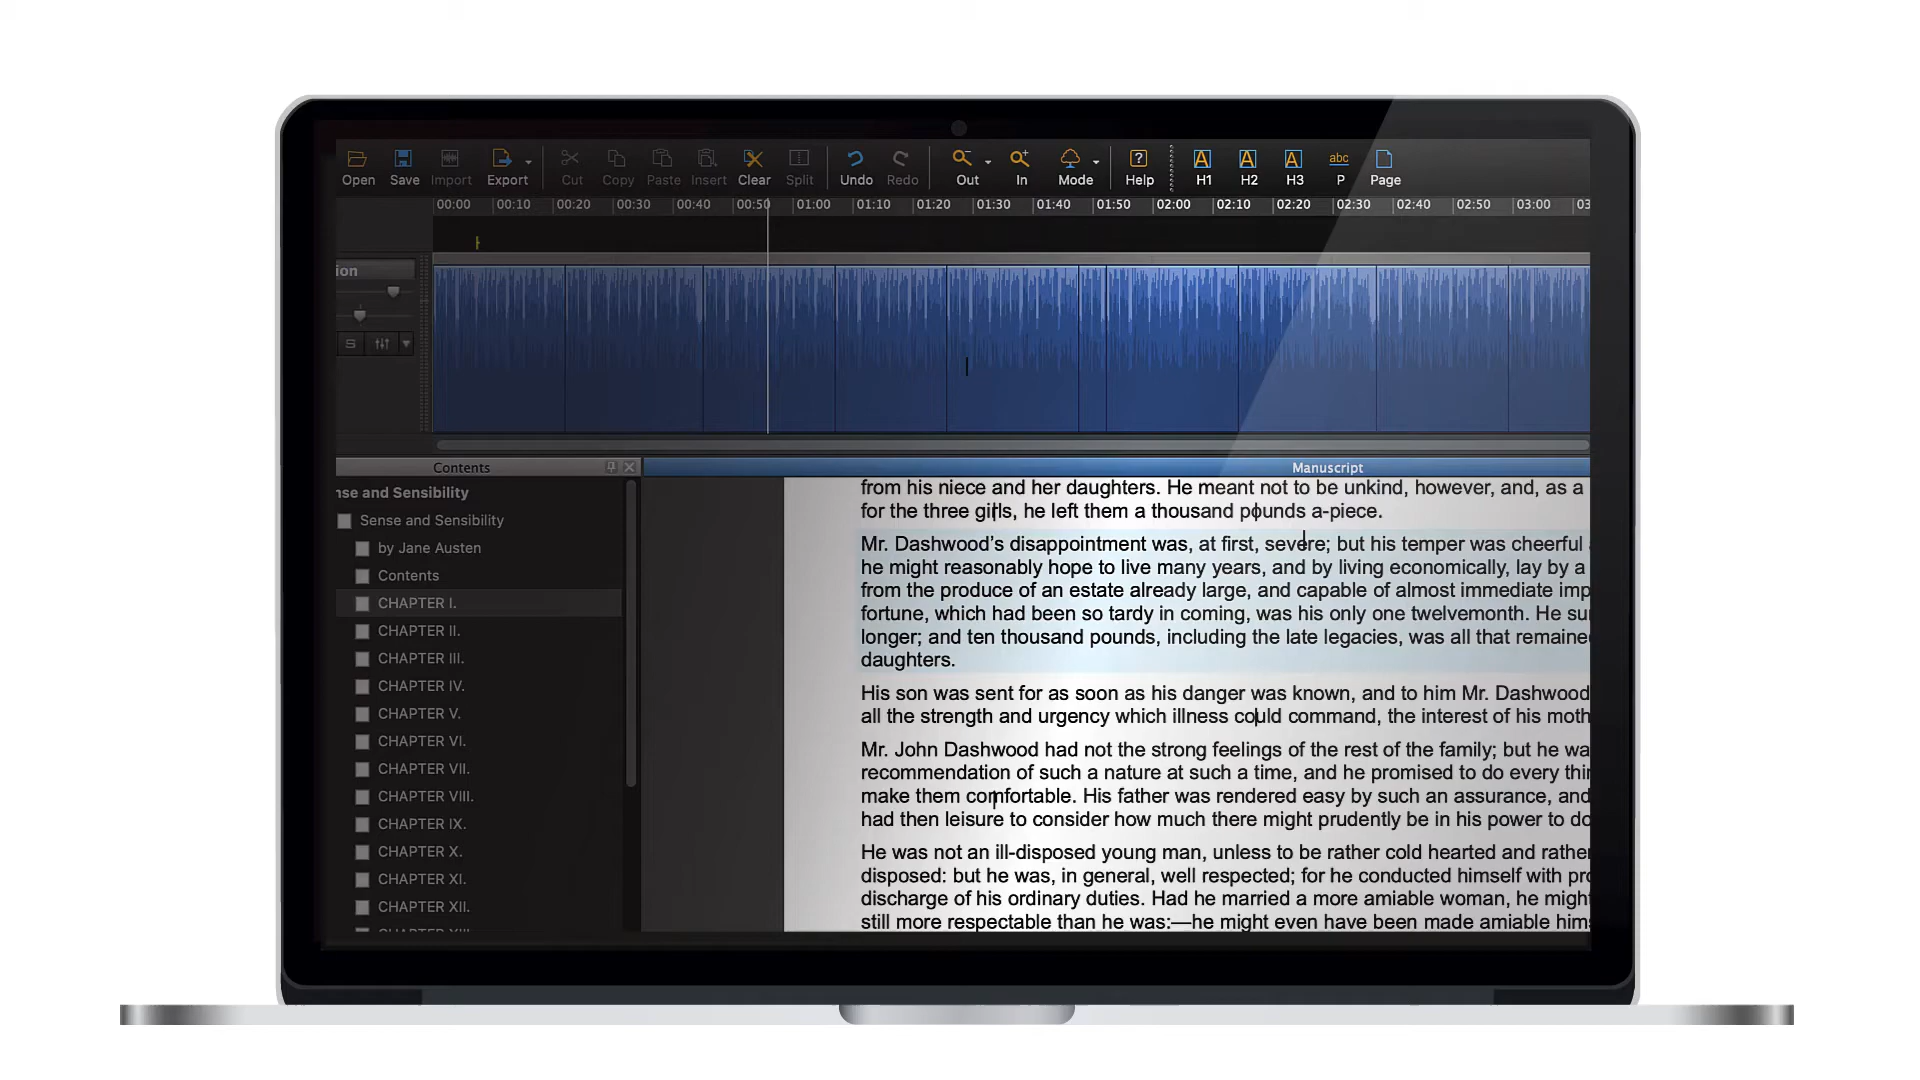 Open Save Import Export Cut Copy Paste Insert Clear Split Undo Redo Out In Mode Help H1 H2 H3 abc P Page
00:00 00:10 00:20 00:30 00:40 00:50 01:00 01:10 01:20 01:30 01:40 01:50 02:00 02:10 02:20 02:30 02:40 02:50 03:00 03
ion
S
Contents
nse and Sensibility
Sense and Sensibility
by Jane Austen
Contents
CHAPTER I.
CHAPTER II.
CHAPTER III.
CHAPTER IV.
CHAPTER V.
CHAPTER VI.
CHAPTER VII.
CHAPTER VIII.
CHAPTER IX.
CHAPTER X.
CHAPTER XI.
CHAPTER XII.
Manuscript
from his niece and her daughters. He meant not to be unkind, however, and, as a
for the three girls, he left them a thousand pounds a-piece.
Mr. Dashwood’s disappointment was, at first, severe; but his temper was cheerful
he might reasonably hope to live many years, and by living economically, lay by a
from the produce of an estate already large, and capable of almost immediate imp
fortune, which had been so tardy in coming, was his only one twelvemonth. He su
longer; and ten thousand pounds, including the late legacies, was all that remaine
daughters.
His son was sent for as soon as his danger was known, and to him Mr. Dashwood
all the strength and urgency which illness could command, the interest of his moth
Mr. John Dashwood had not the strong feelings of the rest of the family; but he wa
recommendation of such a nature at such a time, and he promised to do every thin
make them comfortable. His father was rendered easy by such an assurance, and
had then leisure to consider how much there might prudently be in his power to do
He was not an ill-disposed young man, unless to be rather cold hearted and rather
disposed: but he was, in general, well respected; for he conducted himself with pro
discharge of his ordinary duties. Had he married a more amiable woman, he might
still more respectable than he was:—he might even have been made amiable hims